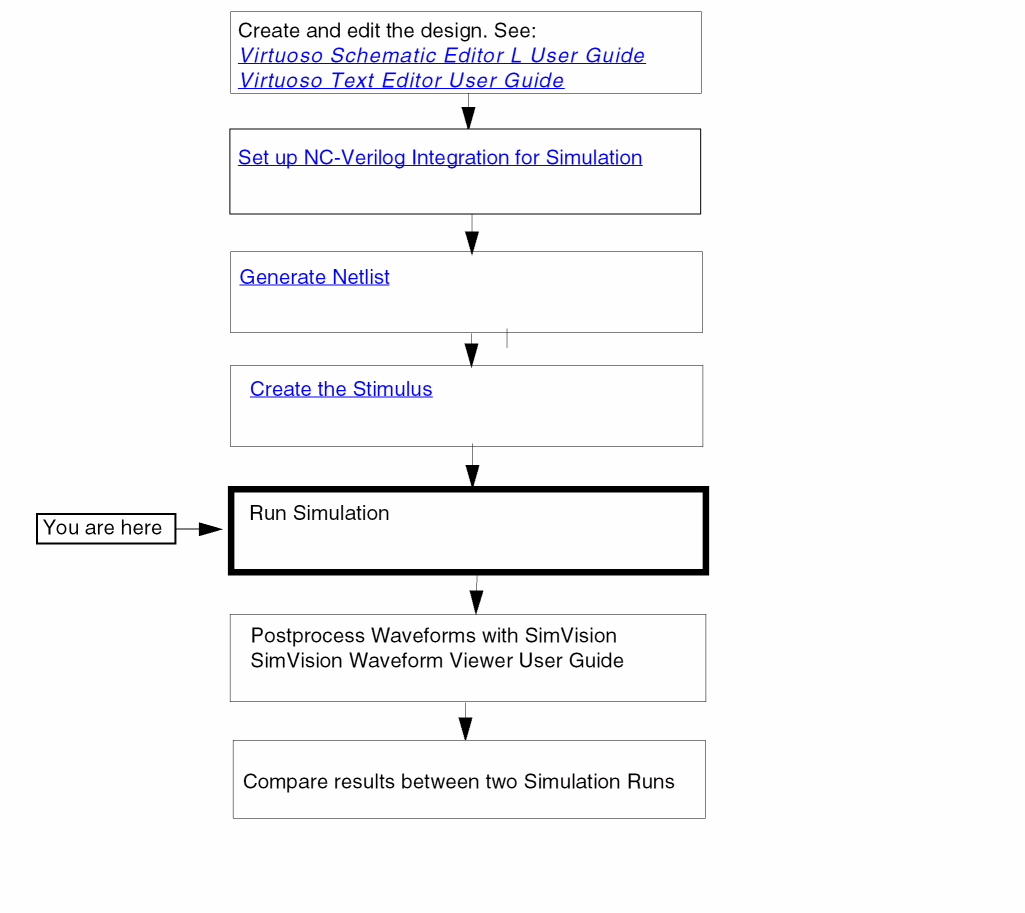 Create and edit the design. See:
Virtuoso Schematic Editor L User Guide
Virtuoso Text Editor User Guide
Set up NC-Verilog Integration for Simulation
Generate Netlist
Create the Stimulus
Run Simulation
You are here
Postprocess Waveforms with SimVision
SimVision Waveform Viewer User Guide
Compare results between two Simulation Runs